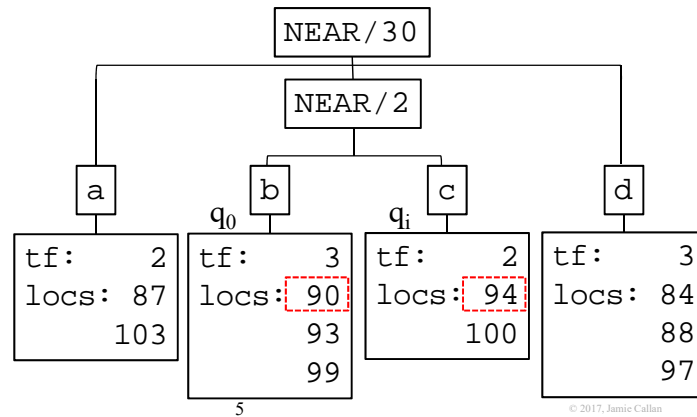 NEAR/30
NEAR/2
a b c d
q0 qi
tf: 2 tf: 3 tf: 2 tf: 3
locs: 87 locs: 90 locs: 94 locs: 84
103 93 100 88
99 97
5
© 2017, Jamie Callan